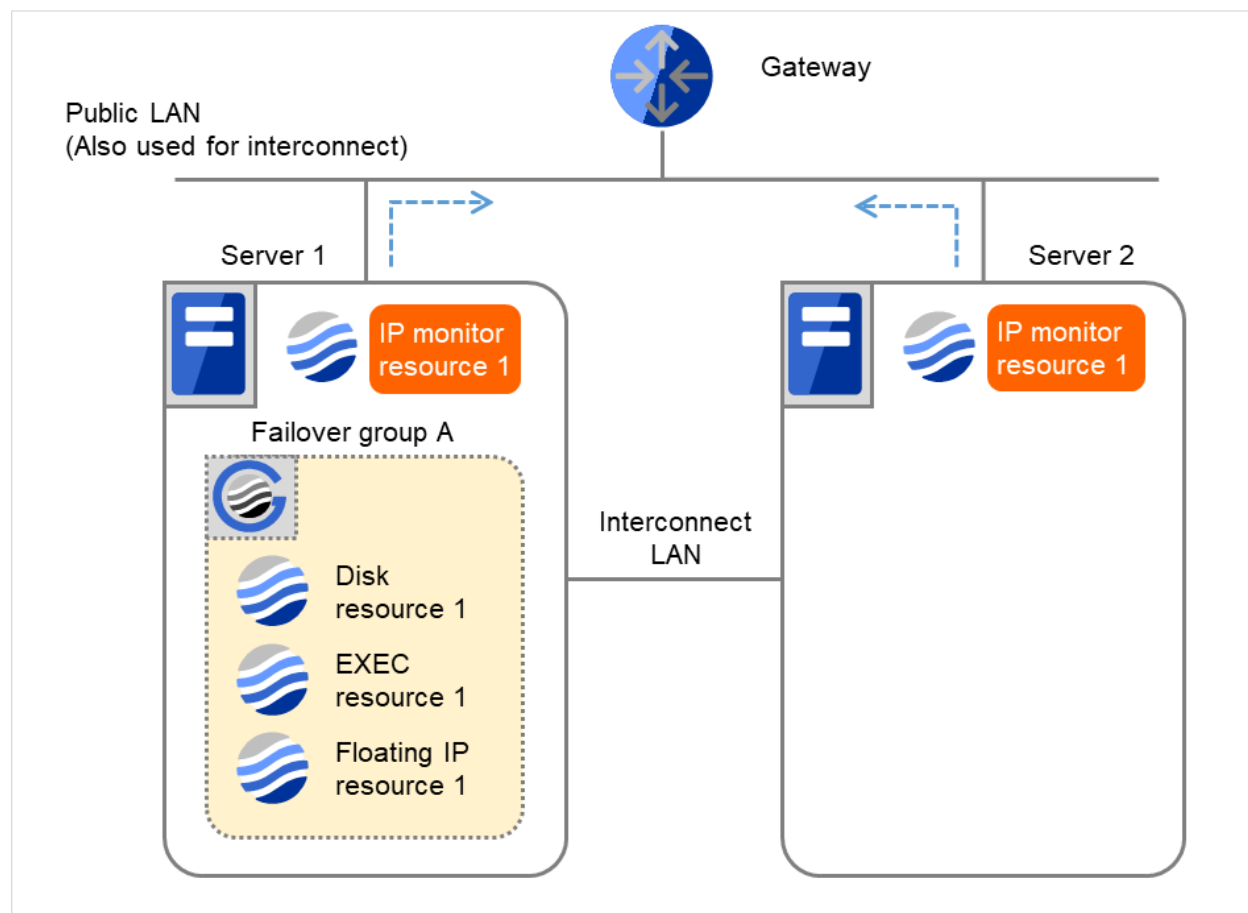 Gateway
Public LAN
(Also used for interconnect)
Server 1
Server 2
IP monitor
resource 1
IP monitor
resource 1
Failover group A
Interconnect
LAN
Disk
resource 1
EXEC
resource 1
Floating IP
resource 1